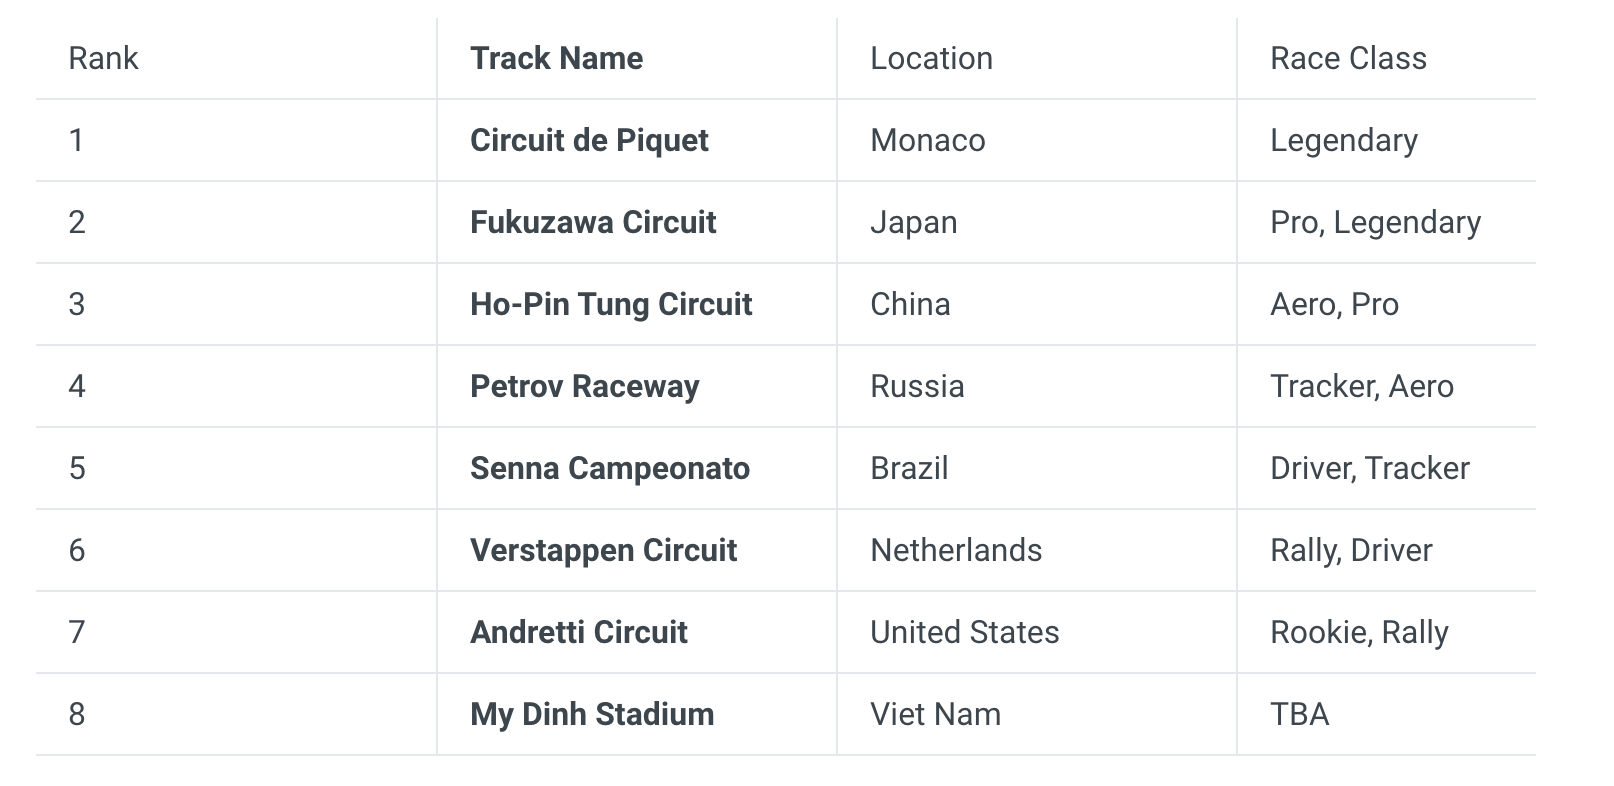 Rank Track Name Location Race Class
1 Circuit de Piquet Monaco Legendary
2 Fukuzawa Circuit Japan Pro, Legendary
3 Ho-Pin Tung Circuit China Aero, Pro
4 Petrov Raceway Russia Tracker, Aero
5 Senna Campeonato Brazil Driver, Tracker
6 Verstappen Circuit Netherlands Rally, Driver
7 Andretti Circuit United States Rookie, Rally
8 My Dinh Stadium Viet Nam TBA